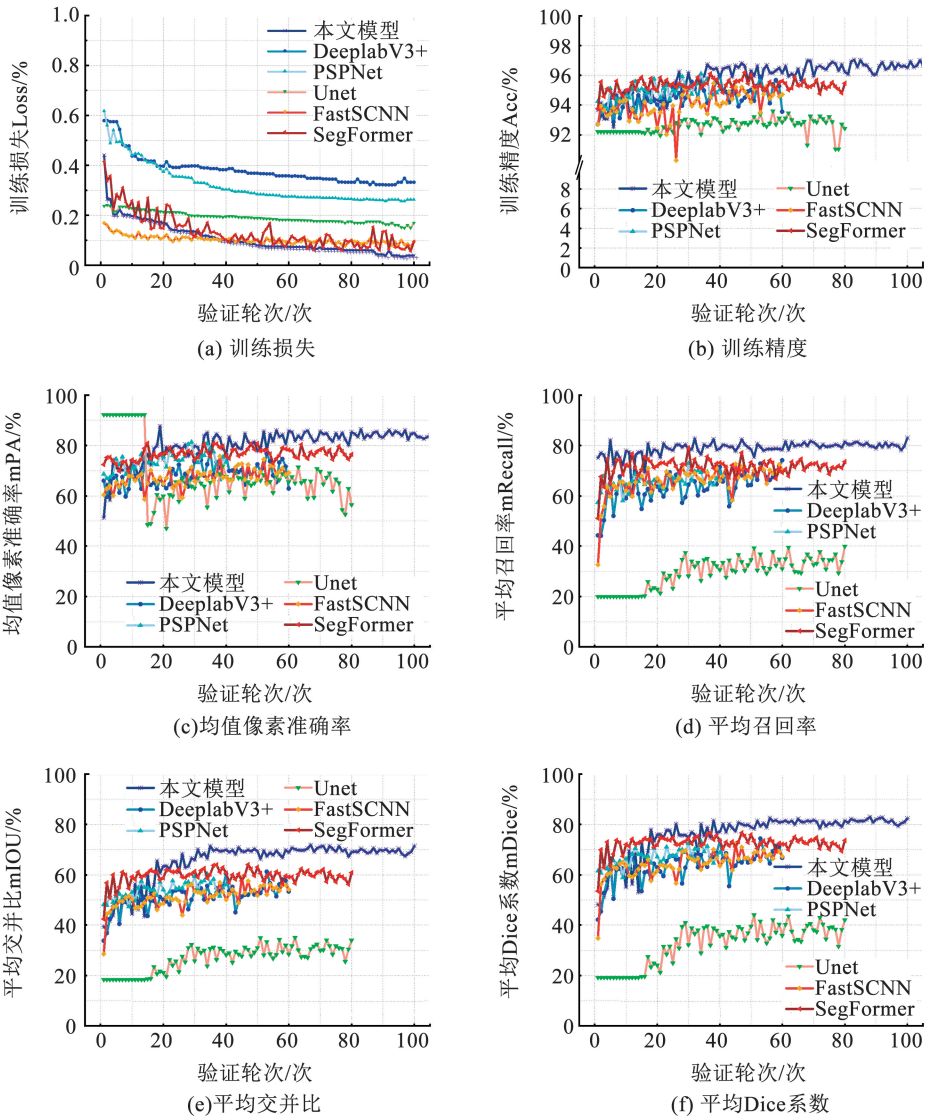 训练损失Loss/%
1.0
0.8
0.6
0.4
0.2
0
本文模型
DeeplabV3+
PSPNet
Unet
FastSCNN
SegFormer
0 20 40 60 80 100
验证轮次/次
(a) 训练损失
训练精度Acc/%
100
98
96
94
92
8
6
4
2
0
本文模型 Unet
DeeplabV3+ FastSCNN
PSPNet SegFormer
0 20 40 60 80 100
验证轮次/次
(b) 训练精度
均值像素准确率mPA/%
100
80
60
40
20
0
本文模型 Unet
DeeplabV3+ FastSCNN
PSPNet SegFormer
0 20 40 60 80 100
验证轮次/次
(c)均值像素准确率
平均召回率mRecall/%
100
80
60
40
20
0
本文模型
DeeplabV3+
PSPNet
Unet
FastSCNN
SegFormer
0 20 40 60 80 100
验证轮次/次
(d) 平均召回率
平均交并比mIOU/%
100
80
60
40
20
0
本文模型 Unet
DeeplabV3+ FastSCNN
PSPNet SegFormer
0 20 40 60 80 100
验证轮次/次
(e)平均交并比
平均Dice系数mDice/%
100
80
60
40
20
0
本文模型
DeeplabV3+
PSPNet
Unet
FastSCNN
SegFormer
0 20 40 60 80 100
验证轮次/次
(f) 平均Dice系数